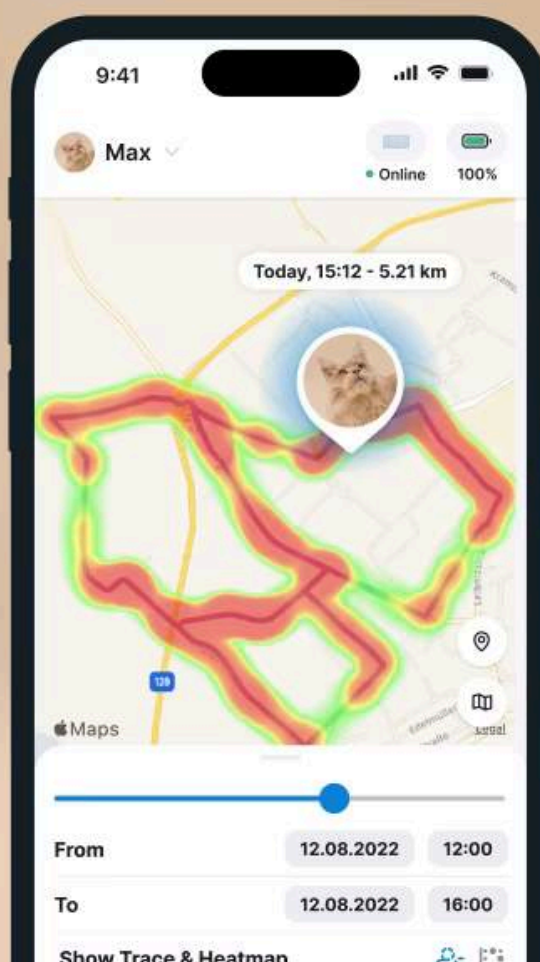 9:41
Max
Online
100%
Today, 15:12 - 5.21 km
139
Maps
Legal
From
12.08.2022
12:00
To
12.08.2022
16:00
Show Trace & Heatmap